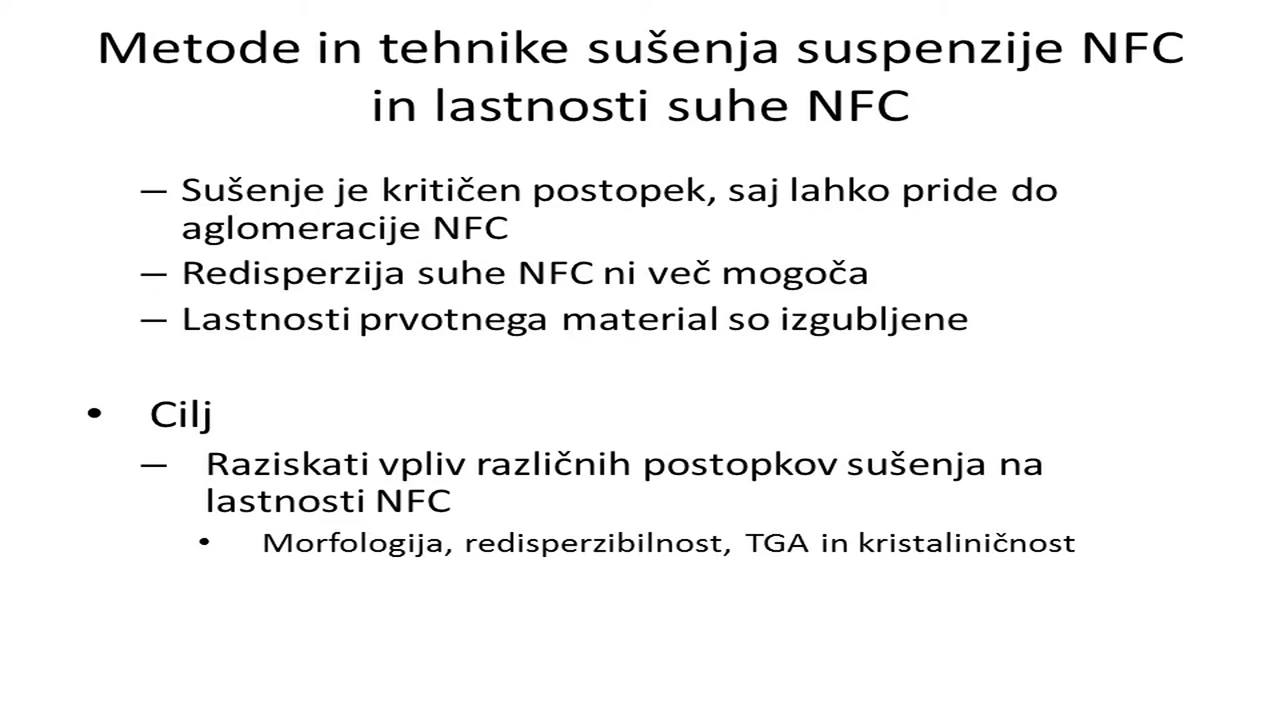 Metode in tehnike sušenja suspenzije NFC
in lastnosti suhe NFC
– Sušenje je kritičen postopek, saj lahko pride do
aglomeracije NFC
– Redisperzija suhe NFC ni več mogoča
– Lastnosti prvotnega material so izgubljene
• Cilj
– Raziskati vpliv različnih postopkov sušenja na
lastnosti NFC
• Morfologija, redisperzibilnost, TGA in kristaliničnost